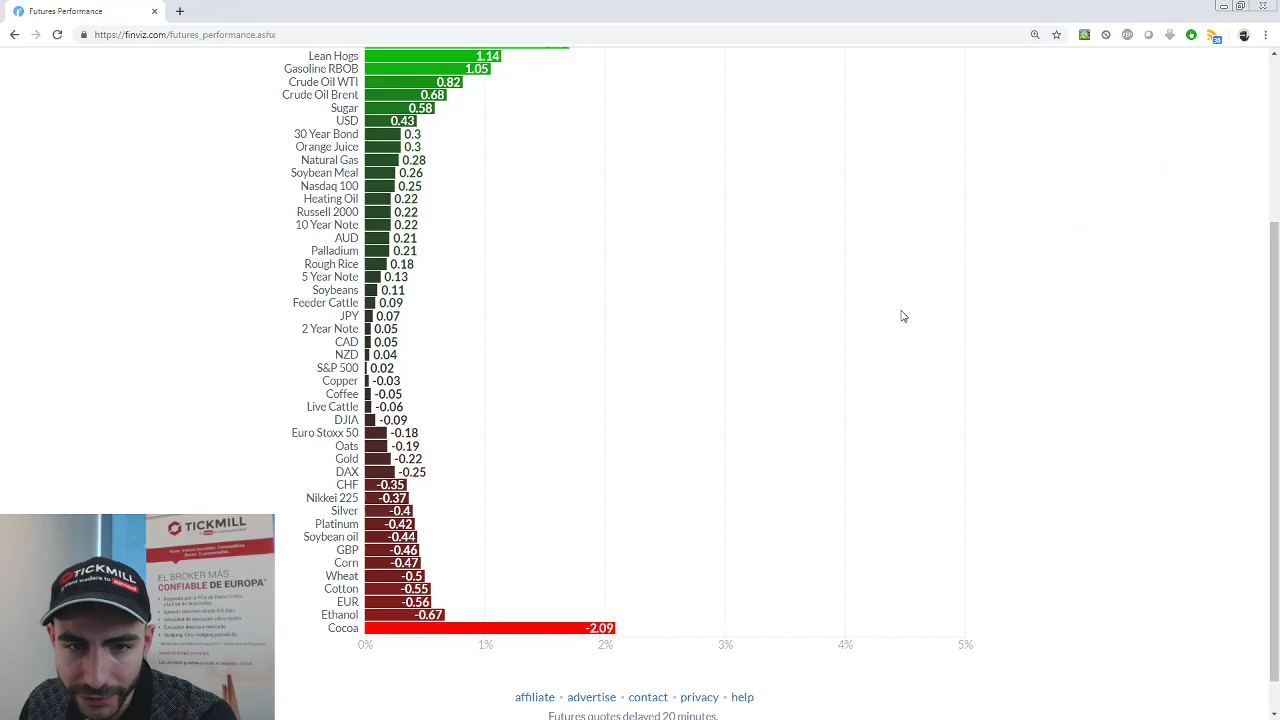 Futures Performance
https://finviz.com/futures_performance.ashx
Lean Hogs 1.14
Gasoline RBOB 1.05
Crude Oil WTI 0.82
Crude Oil Brent 0.68
Sugar 0.58
USD 0.43
30 Year Bond 0.3
Orange Juice 0.3
Natural Gas 0.28
Soybean Meal 0.26
Nasdaq 100 0.25
Heating Oil 0.22
Russell 2000 0.22
10 Year Note 0.22
AUD 0.21
Palladium 0.21
Rough Rice 0.18
5 Year Note 0.13
Soybeans 0.11
Feeder Cattle 0.09
JPY 0.07
2 Year Note 0.05
CAD 0.05
NZD 0.04
S&P 500 0.02
Copper -0.03
Coffee -0.05
Live Cattle -0.06
DJIA -0.09
Euro Stoxx 50 -0.18
Oats -0.19
Gold -0.22
DAX -0.25
CHF -0.35
Nikkei 225 -0.37
Silver -0.4
Platinum -0.42
Soybean oil -0.44
GBP -0.46
Corn -0.47
Wheat -0.5
Cotton -0.55
EUR -0.56
Ethanol -0.67
Cocoa -2.09
0% 1% 2% 3% 4% 5%
affiliate • advertise • contact • privacy • help
Futures quotes delayed 20 minutes.
TICKMILL
EL BROKER MÁS
CONFIABLE DE EUROPA*
TICKMILL